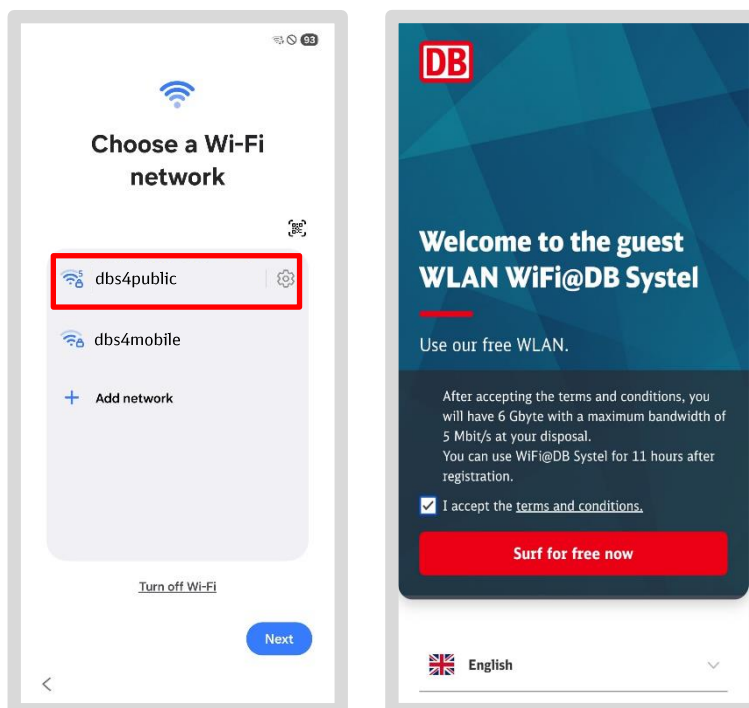 93
Choose a Wi-Fi
network
dbs4public
dbs4mobile
Add network
Turn off Wi-Fi
Next
DB
Welcome to the guest
WLAN WiFi@DB Systel
Use our free WLAN.
After accepting the terms and conditions, you
will have 6 Gbyte with a maximum bandwidth of
5 Mbit/s at your disposal.
You can use WiFi@DB Systel for 11 hours after
registration.
I accept the terms and conditions.
Surf for free now
English